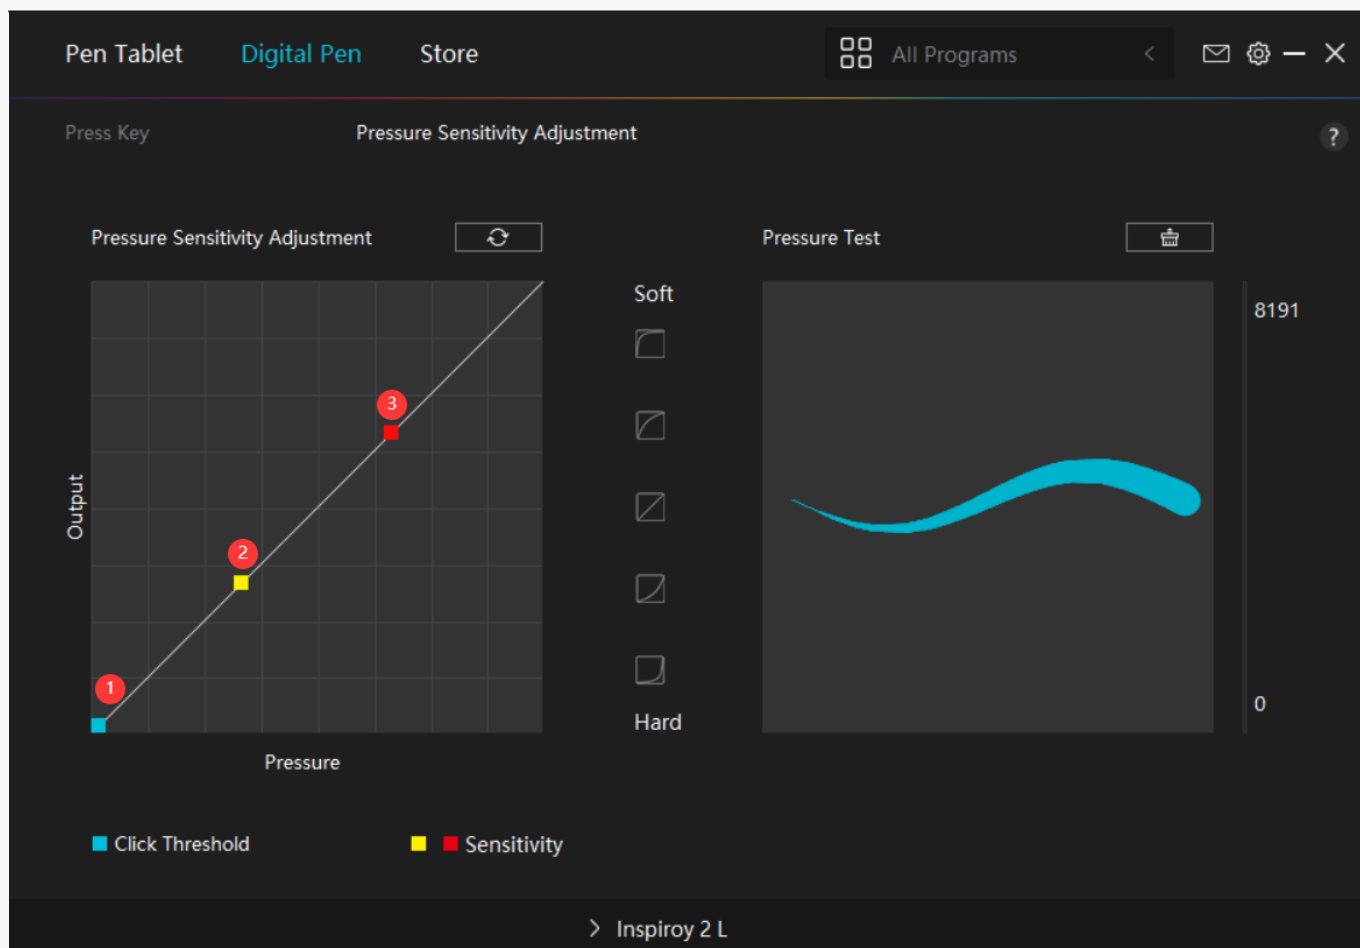 Pen Tablet Digital Pen Store All Programs
Press Key Pressure Sensitivity Adjustment ?
Pressure Sensitivity Adjustment Pressure Test
Soft
8191
3
Output
2
1
0
Hard
Pressure
Click Threshold Sensitivity
Inspiroy 2 L